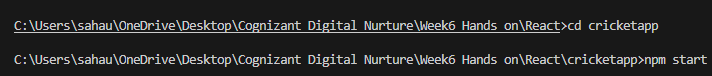 C:\Users\sahau\OneDrive\Desktop\Cognizant Digital Nurture\Week6 Hands on\React>cd cricketapp
C:\Users\sahau\OneDrive\Desktop\Cognizant Digital Nurture\Week6 Hands on\React\cricketapp>npm start